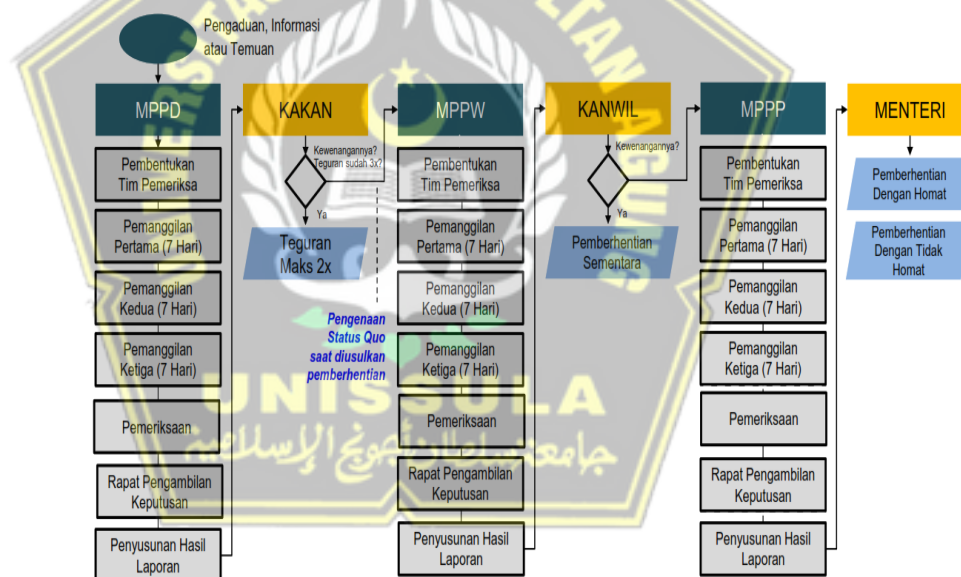 Pengaduan, Informasi
atau Temuan
MPPD
Pembentukan
Tim Pemeriksa
Pemanggilan
Pertama (7 Hari)
Pemanggilan
Kedua (7 Hari)
Pemanggilan
Ketiga (7 Hari)
Pemeriksaan
Rapat Pengambilan
Keputusan
Penyusunan Hasil
Laporan
KAKAN
Kewenangannya?
Teguran sudah 3x?
Ya
Teguran
Maks 2x
Pengenaan
Status Quo
saat diusulkan
pemberhentian
MPPW
Pembentukan
Tim Pemeriksa
Pemanggilan
Pertama (7 Hari)
Pemanggilan
Kedua (7 Hari)
Pemanggilan
Ketiga (7 Hari)
Pemeriksaan
Rapat Pengambilan
Keputusan
Penyusunan Hasil
Laporan
KANWIL
Kewenangannya?
Ya
Pemberhentian
Sementara
MPPP
Pembentukan
Tim Pemeriksa
Pemanggilan
Pertama (7 Hari)
Pemanggilan
Kedua (7 Hari)
Pemanggilan
Ketiga (7 Hari)
Pemeriksaan
Rapat Pengambilan
Keputusan
Penyusunan Hasil
Laporan
MENTERI
Pemberhentian
Dengan Homat
Pemberhentian
Dengan Tidak
Homat
UNISSULA
جامعة سلطان أجونج الإسلامية